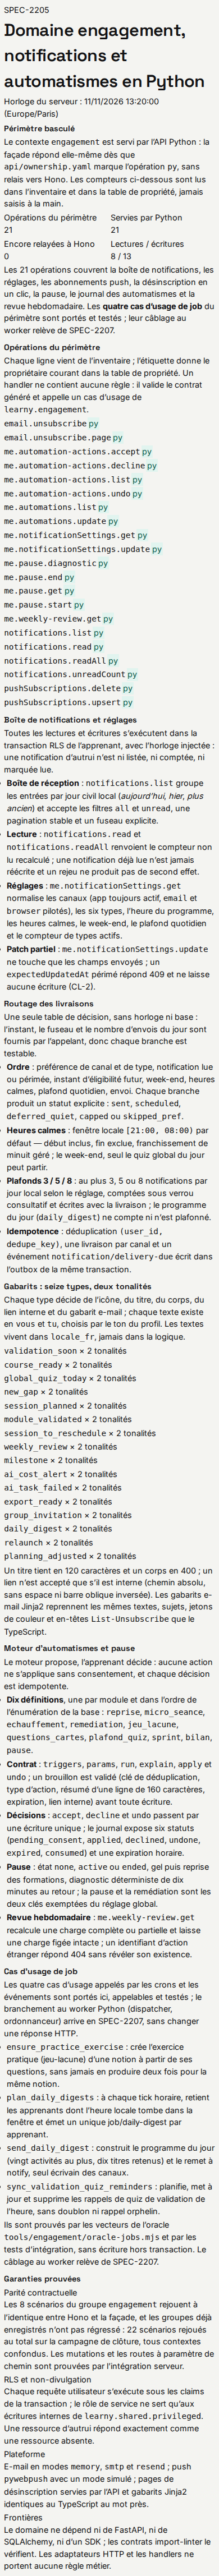 SPEC-2205
Domaine engagement,
notifications et
automatismes en Python
Horloge du serveur : 11/11/2026 13:20:00
(Europe/Paris)
Périmètre basculé
Le contexte engagement est servi par l'API Python : la
façade répond elle-même dès que
api/ownership.yaml marque l'opération py, sans
relais vers Hono. Les compteurs ci-dessous sont lus
dans l'inventaire et dans la table de propriété, jamais
saisis à la main.
Opérations du périmètre
21
Servies par Python
21
Encore relayées à Hono
0
Lectures / écritures
8 / 13
Les 21 opérations couvrent la boîte de notifications, les
réglages, les abonnements push, la désinscription en
un clic, la pause, le journal des automatismes et la
revue hebdomadaire. Les quatre cas d'usage de job du
périmètre sont portés et testés ; leur câblage au
worker relève de SPEC-2207.
Opérations du périmètre
Chaque ligne vient de l'inventaire ; l'étiquette donne le
propriétaire courant dans la table de propriété. Un
handler ne contient aucune règle : il valide le contrat
généré et appelle un cas d'usage de
learny.engagement.
email.unsubscribe py
email.unsubscribe.page py
me.automation-actions.accept py
me.automation-actions.decline py
me.automation-actions.list py
me.automation-actions.undo py
me.automations.list py
me.automations.update py
me.notificationSettings.get py
me.notificationSettings.update py
me.pause.diagnostic py
me.pause.end py
me.pause.get py
me.pause.start py
me.weekly-review.get py
notifications.list py
notifications.read py
notifications.readAll py
notifications.unreadCount py
pushSubscriptions.delete py
pushSubscriptions.upsert py
Boîte de notifications et réglages
Toutes les lectures et écritures s'exécutent dans la
transaction RLS de l'apprenant, avec l'horloge injectée :
une notification d'autrui n'est ni listée, ni comptée, ni
marquée lue.
Boîte de réception : notifications.list groupe
les entrées par jour civil local (aujourd'hui, hier, plus
ancien) et accepte les filtres all et unread, une
pagination stable et un fuseau explicite.
Lecture : notifications.read et
notifications.readAll renvoient le compteur non
lu recalculé ; une notification déjà lue n'est jamais
réécrite et un rejeu ne produit pas de second effet.
Réglages : me.notificationSettings.get
normalise les canaux (app toujours actif, email et
browser pilotés), les six types, l'heure du programme,
les heures calmes, le week-end, le plafond quotidien
et le compteur de types actifs.
Patch partiel : me.notificationSettings.update
ne touche que les champs envoyés ; un
expectedUpdatedAt périmé répond 409 et ne laisse
aucune écriture (CL-2).
Routage des livraisons
Une seule table de décision, sans horloge ni base :
l'instant, le fuseau et le nombre d'envois du jour sont
fournis par l'appelant, donc chaque branche est
testable.
Ordre : préférence de canal et de type, notification lue
ou périmée, instant d'éligibilité futur, week-end, heures
calmes, plafond quotidien, envoi. Chaque branche
produit un statut explicite : sent, scheduled,
deferred_quiet, capped ou skipped_pref.
Heures calmes : fenêtre locale [21:00, 08:00) par
défaut — début inclus, fin exclue, franchissement de
minuit géré ; le week-end, seul le quiz global du jour
peut partir.
Plafonds 3 / 5 / 8 : au plus 3, 5 ou 8 notifications par
jour local selon le réglage, comptées sous verrou
consultatif et écrites avec la livraison ; le programme
du jour (daily_digest) ne compte ni n'est plafonné.
Idempotence : déduplication (user_id,
dedupe_key), une livraison par canal et un
événement notification/delivery-due écrit dans
l'outbox de la même transaction.
Gabarits : seize types, deux tonalités
Chaque type décide de l'icône, du titre, du corps, du
lien interne et du gabarit e-mail ; chaque texte existe
en vous et tu, choisis par le ton du profil. Les textes
vivent dans locale_fr, jamais dans la logique.
validation_soon × 2 tonalités
course_ready × 2 tonalités
global_quiz_today × 2 tonalités
new_gap × 2 tonalités
session_planned × 2 tonalités
module_validated × 2 tonalités
session_to_reschedule × 2 tonalités
weekly_review × 2 tonalités
milestone × 2 tonalités
ai_cost_alert × 2 tonalités
ai_task_failed × 2 tonalités
export_ready × 2 tonalités
group_invitation × 2 tonalités
daily_digest × 2 tonalités
relaunch × 2 tonalités
planning_adjusted × 2 tonalités
Un titre tient en 120 caractères et un corps en 400 ; un
lien n'est accepté que s'il est interne (chemin absolu,
sans espace ni barre oblique inversée). Les gabarits e-
mail Jinja2 reprennent les mêmes textes, sujets, jetons
de couleur et en-têtes List-Unsubscribe que le
TypeScript.
Moteur d'automatismes et pause
Le moteur propose, l'apprenant décide : aucune action
ne s'applique sans consentement, et chaque décision
est idempotente.
Dix définitions, une par module et dans l'ordre de
l'énumération de la base : reprise, micro_seance,
echauffement, remediation, jeu_lacune,
questions_cartes, plafond_quiz, sprint, bilan,
pause.
Contrat : triggers, params, run, explain, apply et
undo ; un brouillon est validé (clé de déduplication,
type d'action, résumé d'une ligne de 160 caractères,
expiration, lien interne) avant toute écriture.
Décisions : accept, decline et undo passent par
une écriture unique ; le journal expose six statuts
(pending_consent, applied, declined, undone,
expired, consumed) et une expiration horaire.
Pause : état none, active ou ended, gel puis reprise
des formations, diagnostic déterministe de dix
minutes au retour ; la pause et la remédiation sont les
deux clés exemptées du réglage global.
Revue hebdomadaire : me.weekly-review.get
recalcule une charge complète ou partielle et laisse
une charge figée intacte ; un identifiant d'action
étranger répond 404 sans révéler son existence.
Cas d'usage de job
Les quatre cas d'usage appelés par les crons et les
événements sont portés ici, appelables et testés ; le
branchement au worker Python (dispatcher,
ordonnanceur) arrive en SPEC-2207, sans changer
une réponse HTTP.
ensure_practice_exercise : crée l'exercice
pratique (jeu-lacune) d'une notion à partir de ses
questions, sans jamais en produire deux fois pour la
même notion.
plan_daily_digests : à chaque tick horaire, retient
les apprenants dont l'heure locale tombe dans la
fenêtre et émet un unique job/daily-digest par
apprenant.
send_daily_digest : construit le programme du jour
(vingt activités au plus, dix titres retenus) et le remet à
notify, seul écrivain des canaux.
sync_validation_quiz_reminders : planifie, met à
jour et supprime les rappels de quiz de validation de
l'heure, sans doublon ni rappel orphelin.
Ils sont prouvés par les vecteurs de l'oracle
tools/engagement/oracle-jobs.mjs et par les
tests d'intégration, sans écriture hors transaction. Le
câblage au worker relève de SPEC-2207.
Garanties prouvées
Parité contractuelle
Les 8 scénarios du groupe engagement rejouent à
l'identique entre Hono et la façade, et les groupes déjà
enregistrés n'ont pas régressé : 22 scénarios rejoués
au total sur la campagne de clôture, tous contextes
confondus. Les mutations et les routes à paramètre de
chemin sont prouvées par l'intégration serveur.
RLS et non-divulgation
Chaque requête utilisateur s'exécute sous les claims
de la transaction ; le rôle de service ne sert qu'aux
écritures internes de learny.shared.privileged.
Une ressource d'autrui répond exactement comme
une ressource absente.
Plateforme
E-mail en modes memory, smtp et resend ; push
pywebpush avec un mode simulé ; pages de
désinscription servies par l'API et gabarits Jinja2
identiques au TypeScript au mot près.
Frontières
Le domaine ne dépend ni de FastAPI, ni de
SQLAlchemy, ni d'un SDK ; les contrats import-linter le
vérifient. Les adaptateurs HTTP et les handlers ne
portent aucune règle métier.